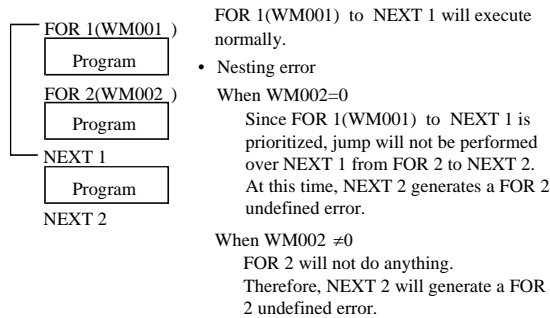 FOR 1(WM001 )
Program
FOR 2(WM002 )
Program
NEXT 1
Program
NEXT 2
FOR 1(WM001) to NEXT 1 will execute
normally.
• Nesting error
When WM002=0
Since FOR 1(WM001) to NEXT 1 is
prioritized, jump will not be performed
over NEXT 1 from FOR 2 to NEXT 2.
At this time, NEXT 2 generates a FOR 2
undefined error.
When WM002 ≠0
FOR 2 will not do anything.
Therefore, NEXT 2 will generate a FOR
2 undefined error.